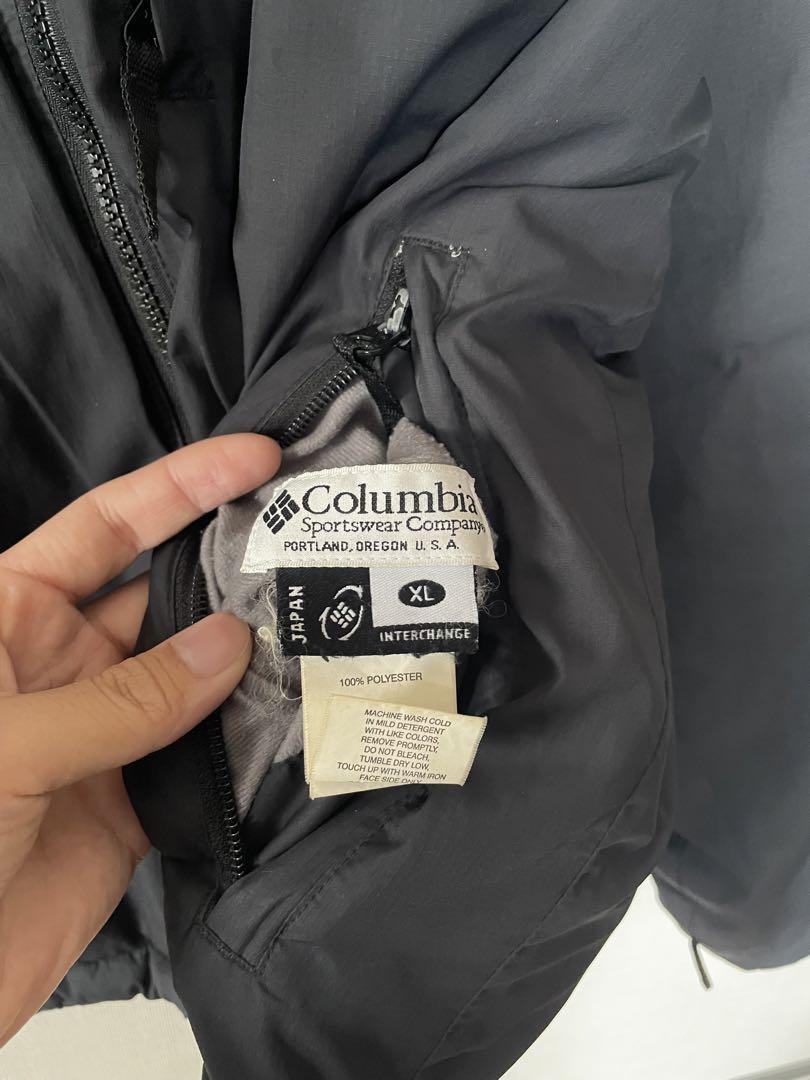 Columbia
Sportswear Company
PORTLAND, OREGON U.S.A.
JAPAN
XL
INTERCHANGE
100% POLYESTER
MACHINE WASH COLD
IN MILD DETERGENT
WITH LIKE COLORS,
REMOVE PROMPTLY,
DO NOT BLEACH,
TUMBLE DRY LOW,
TOUCH UP WITH WARM IRON
FACE SIDE ONLY